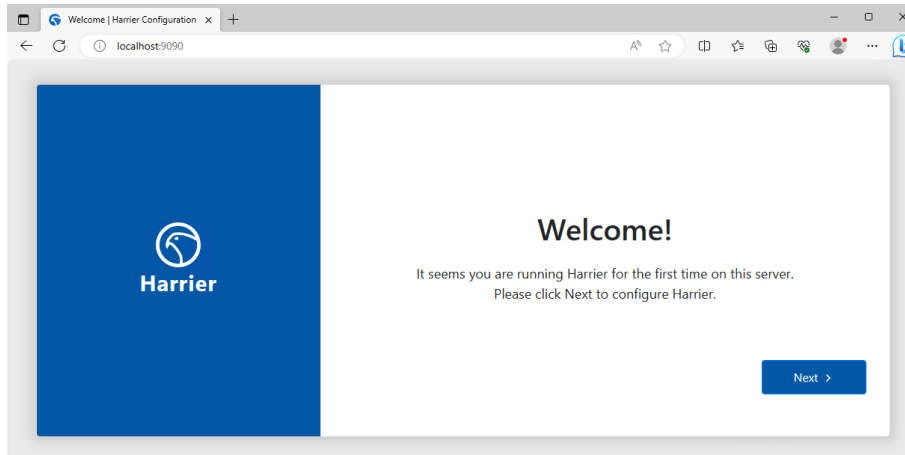 Welcome | Harrier Configuration
localhost:9090
Harrier
Welcome!
It seems you are running Harrier for the first time on this server.
Please click Next to configure Harrier.
Next